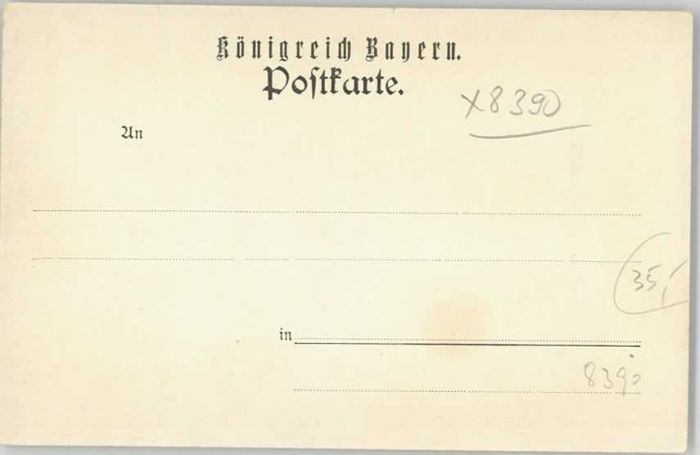 Königreich Bayern.
Postkarte.
X8390
An
35,
in
8390